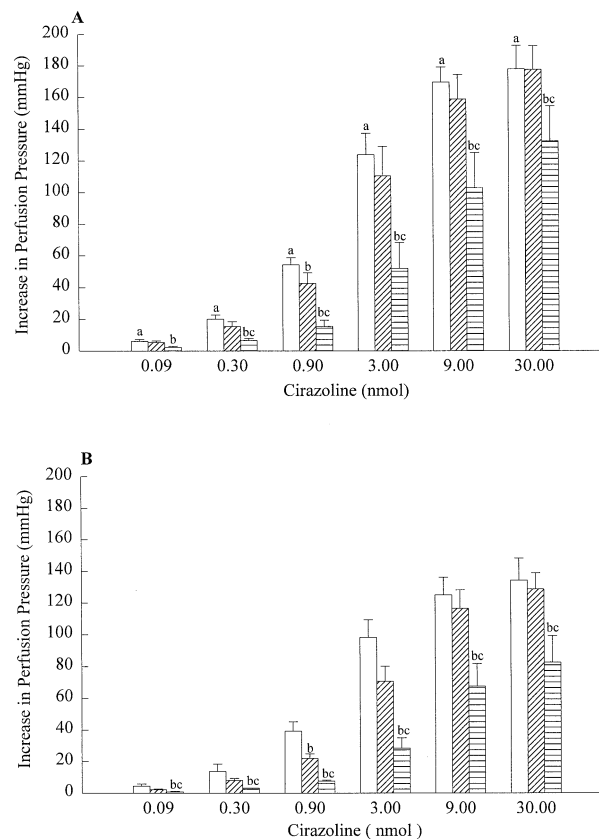 A
200
180
160
140
120
100
80
60
40
20
0
Increase in Perfusion Pressure (mmHg)
a
b
a
bc
a
b
bc
a
bc
a
bc
a
bc
0.09 0.30 0.90 3.00 9.00 30.00
Cirazoline (nmol)
B
200
180
160
140
120
100
80
60
40
20
0
Increase in Perfusion Pressure (mmHg)
bc
bc
b
bc
bc
bc
bc
0.09 0.30 0.90 3.00 9.00 30.00
Cirazoline ( nmol )